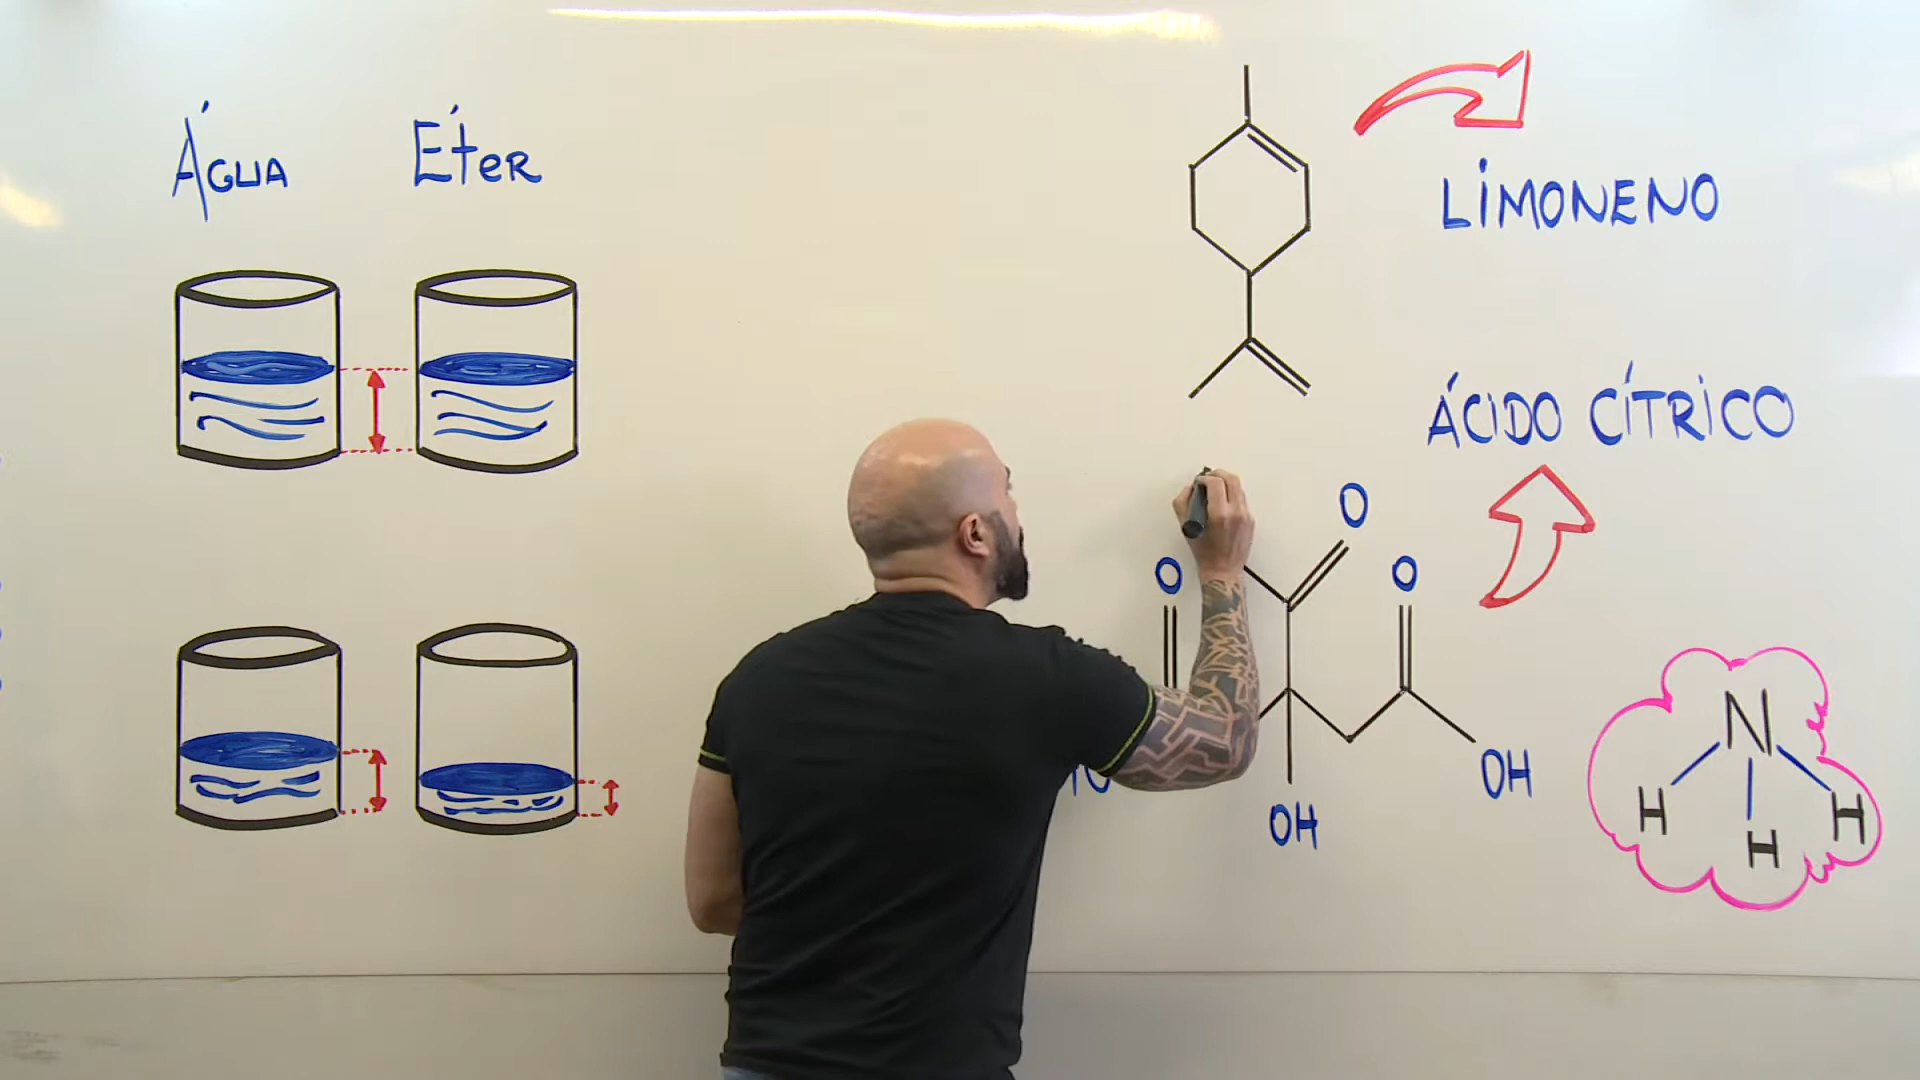 Água Éter
LIMONENO
ÁCIDO CÍTRICO
O
O O
OH
OH
N
H H H